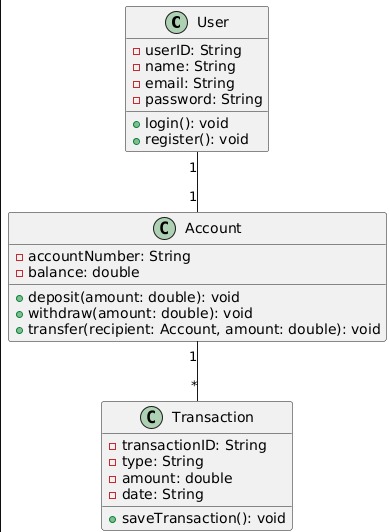 C User
userID: String
name: String
email: String
password: String
login(): void
register(): void
1
1
C Account
accountNumber: String
balance: double
deposit(amount: double): void
withdraw(amount: double): void
transfer(recipient: Account, amount: double): void
1
*
C Transaction
transactionID: String
type: String
amount: double
date: String
saveTransaction(): void